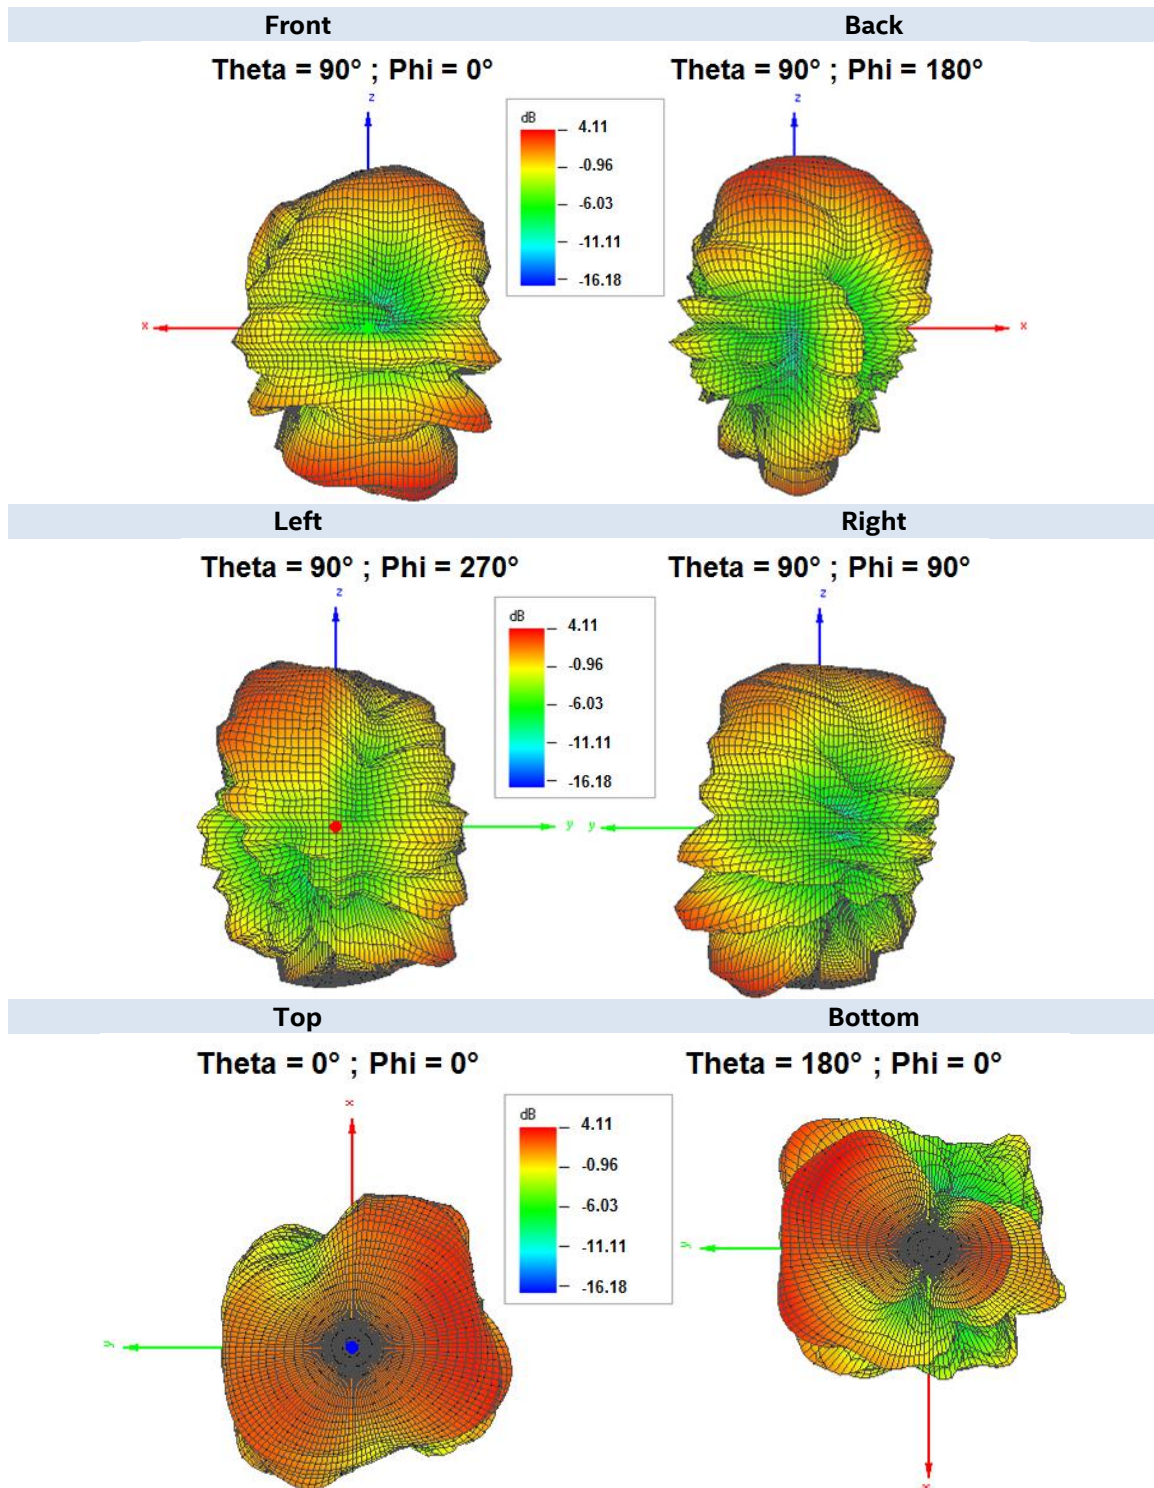 Front Back
Theta = 90° ; Phi = 0° Theta = 90° ; Phi = 180°
z z
dB
4.11
-0.96
-6.03
-11.11
-16.18
x x
Left Right
Theta = 90° ; Phi = 270° Theta = 90° ; Phi = 90°
z z
dB
4.11
-0.96
-6.03
-11.11
-16.18
y y
Top Bottom
Theta = 0° ; Phi = 0° Theta = 180° ; Phi = 0°
x
dB
4.11
-0.96
-6.03
-11.11
-16.18
y y
x